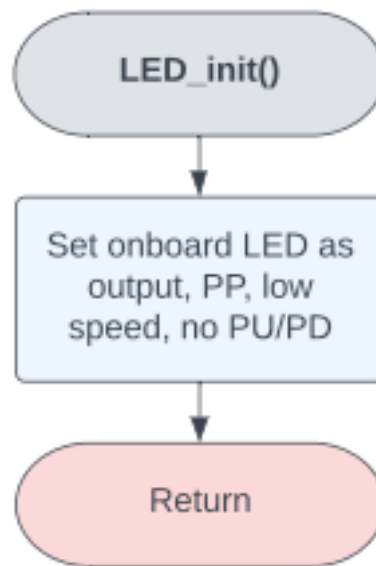 LED_init()
Set onboard LED as
output, PP, low
speed, no PU/PD
Return